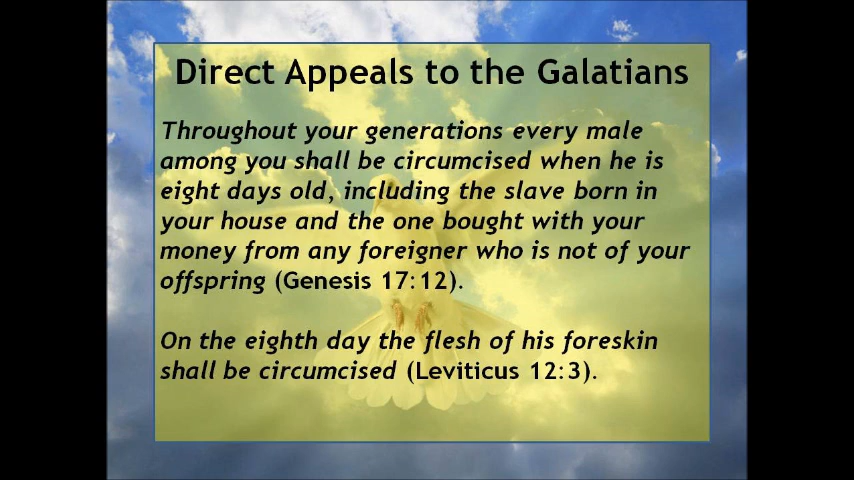 Direct Appeals to the Galatians
Throughout your generations every male
among you shall be circumcised when he is
eight days old, including the slave born in
your house and the one bought with your
money from any foreigner who is not of your
offspring (Genesis 17:12).
On the eighth day the flesh of his foreskin
shall be circumcised (Leviticus 12:3).